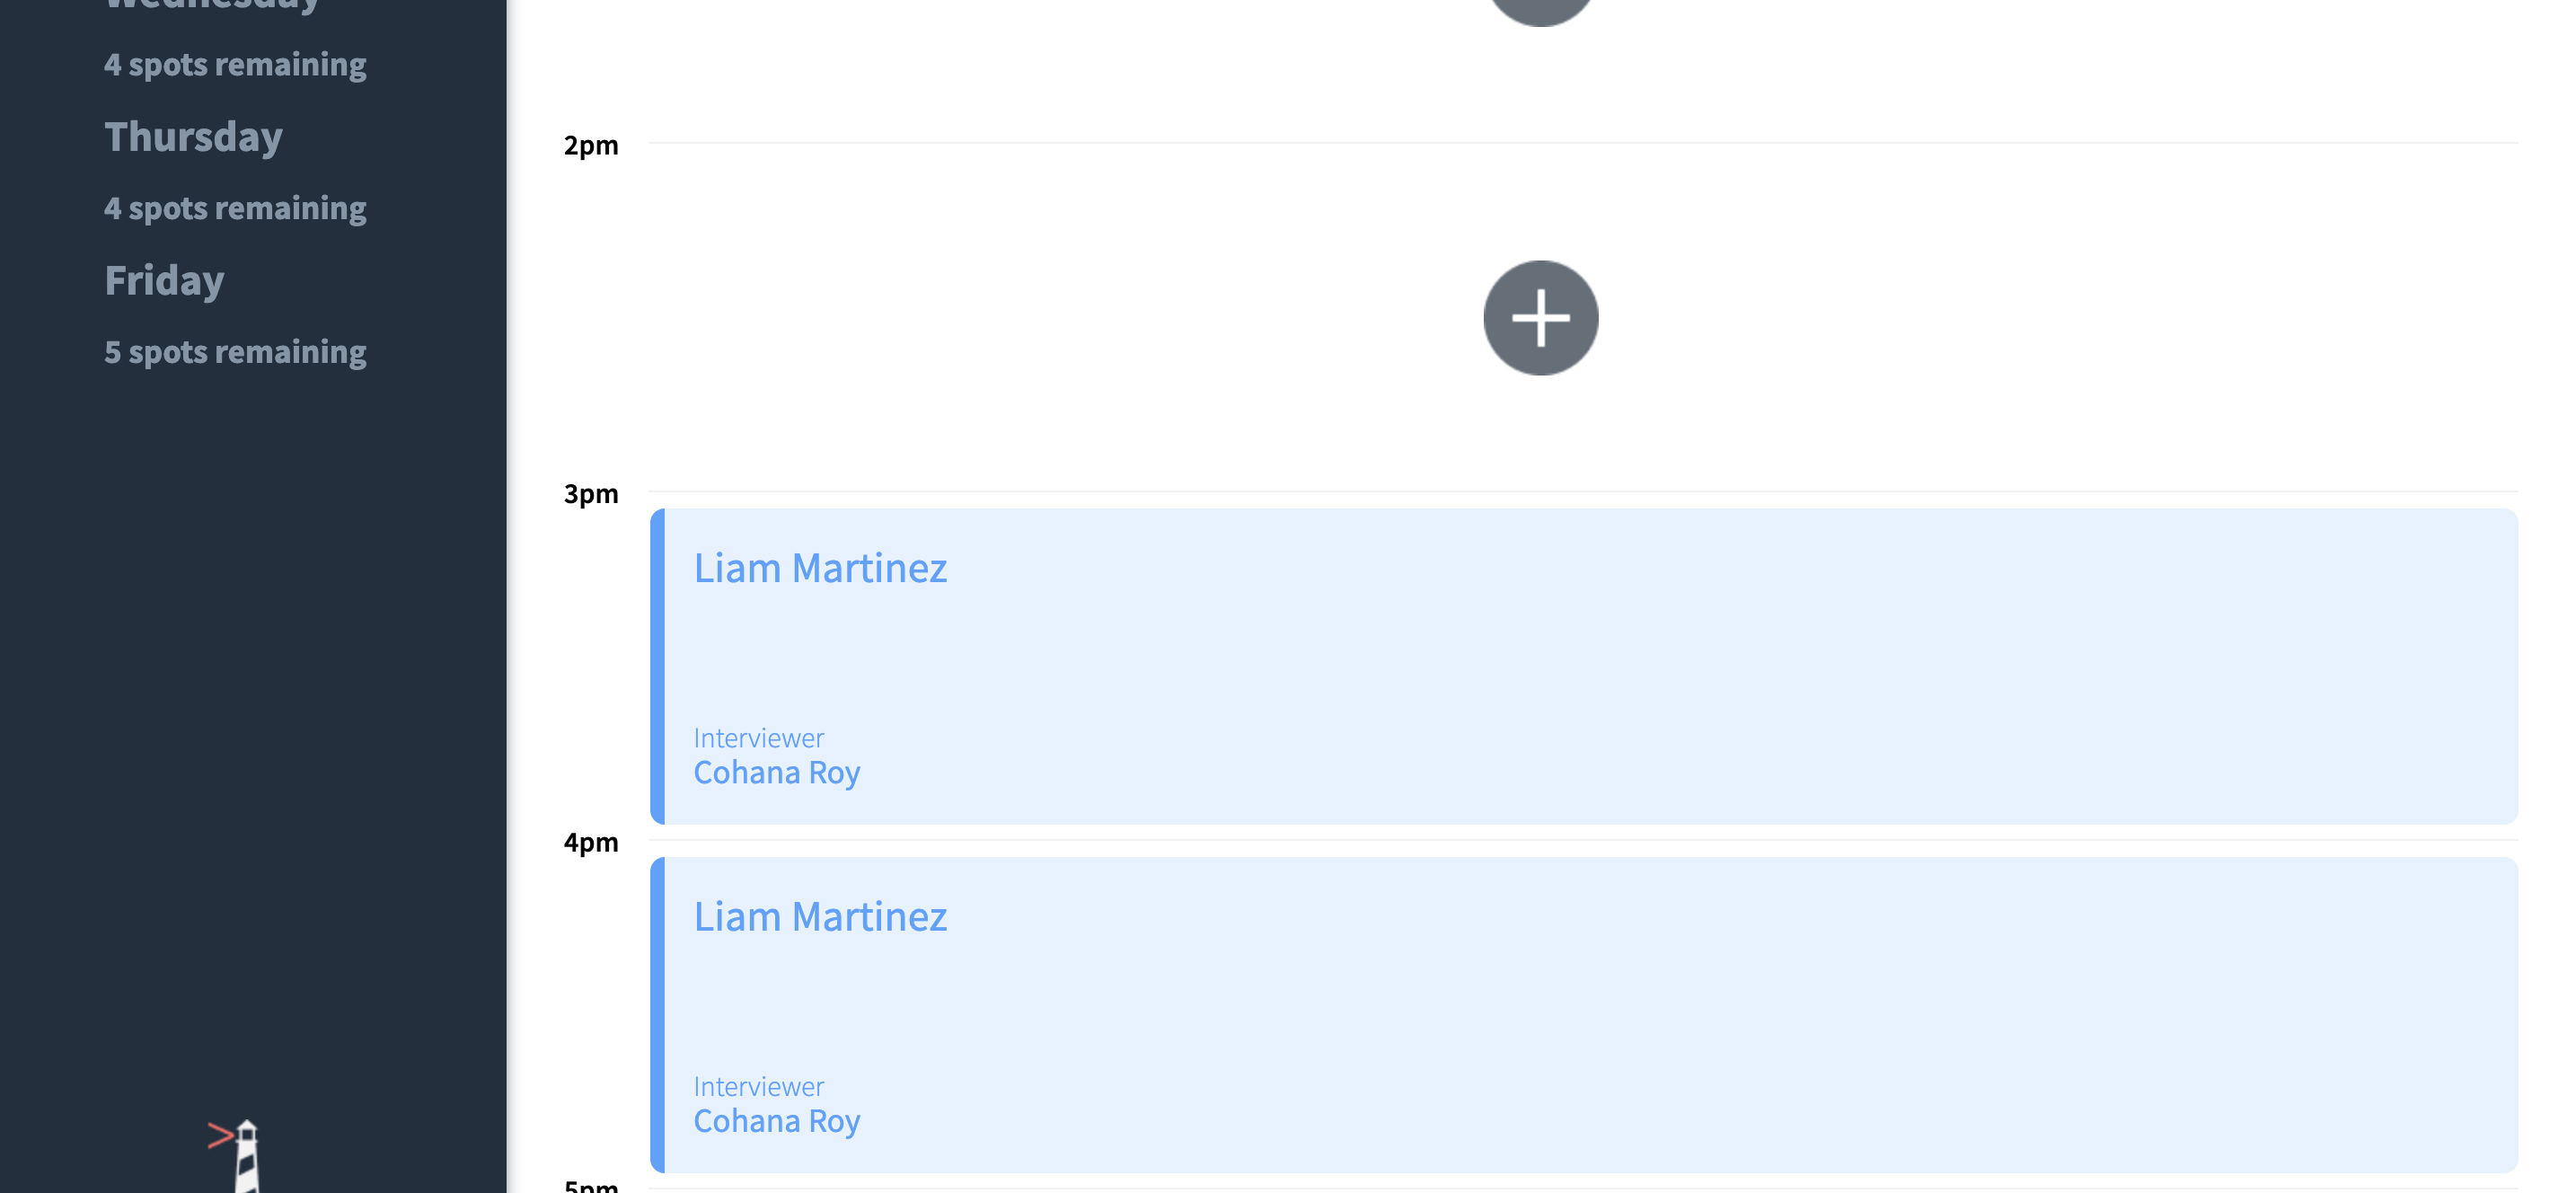 Wednesday
4 spots remaining
Thursday
4 spots remaining
Friday
5 spots remaining
2pm
3pm
Liam Martinez
Interviewer
Cohana Roy
4pm
Liam Martinez
Interviewer
Cohana Roy
5pm